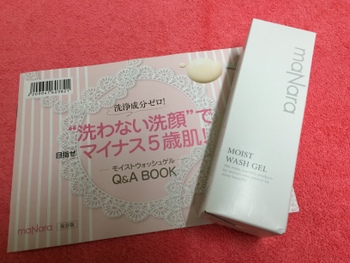 洗浄成分ゼロ!
“洗わない洗顔”で
目指せ
マイナス5歳肌!
モイストウォッシュゲル
Q&A BOOK
maNara
maNara
MOIST
WASH GEL